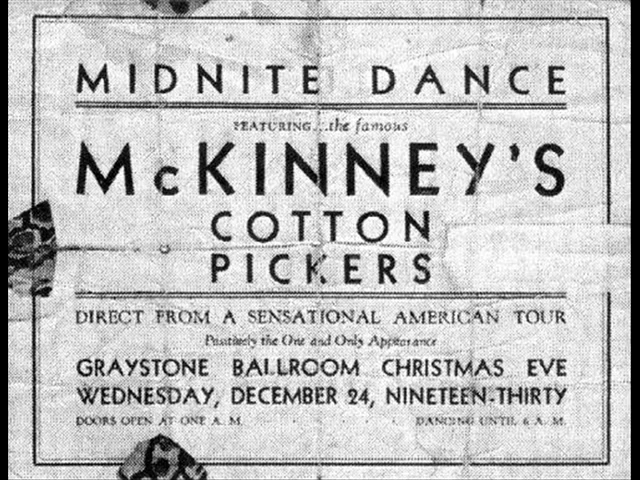 MIDNITE DANCE
FEATURING...the famous
McKINNEY'S
COTTON
PICKERS
DIRECT FROM A SENSATIONAL AMERICAN TOUR
Positively the One and Only Appearance
GRAYSTONE BALLROOM CHRISTMAS EVE
WEDNESDAY, DECEMBER 24, NINETEEN-THIRTY
DOORS OPEN AT ONE A. M. . . . . . DANCING UNTIL 6 A. M.